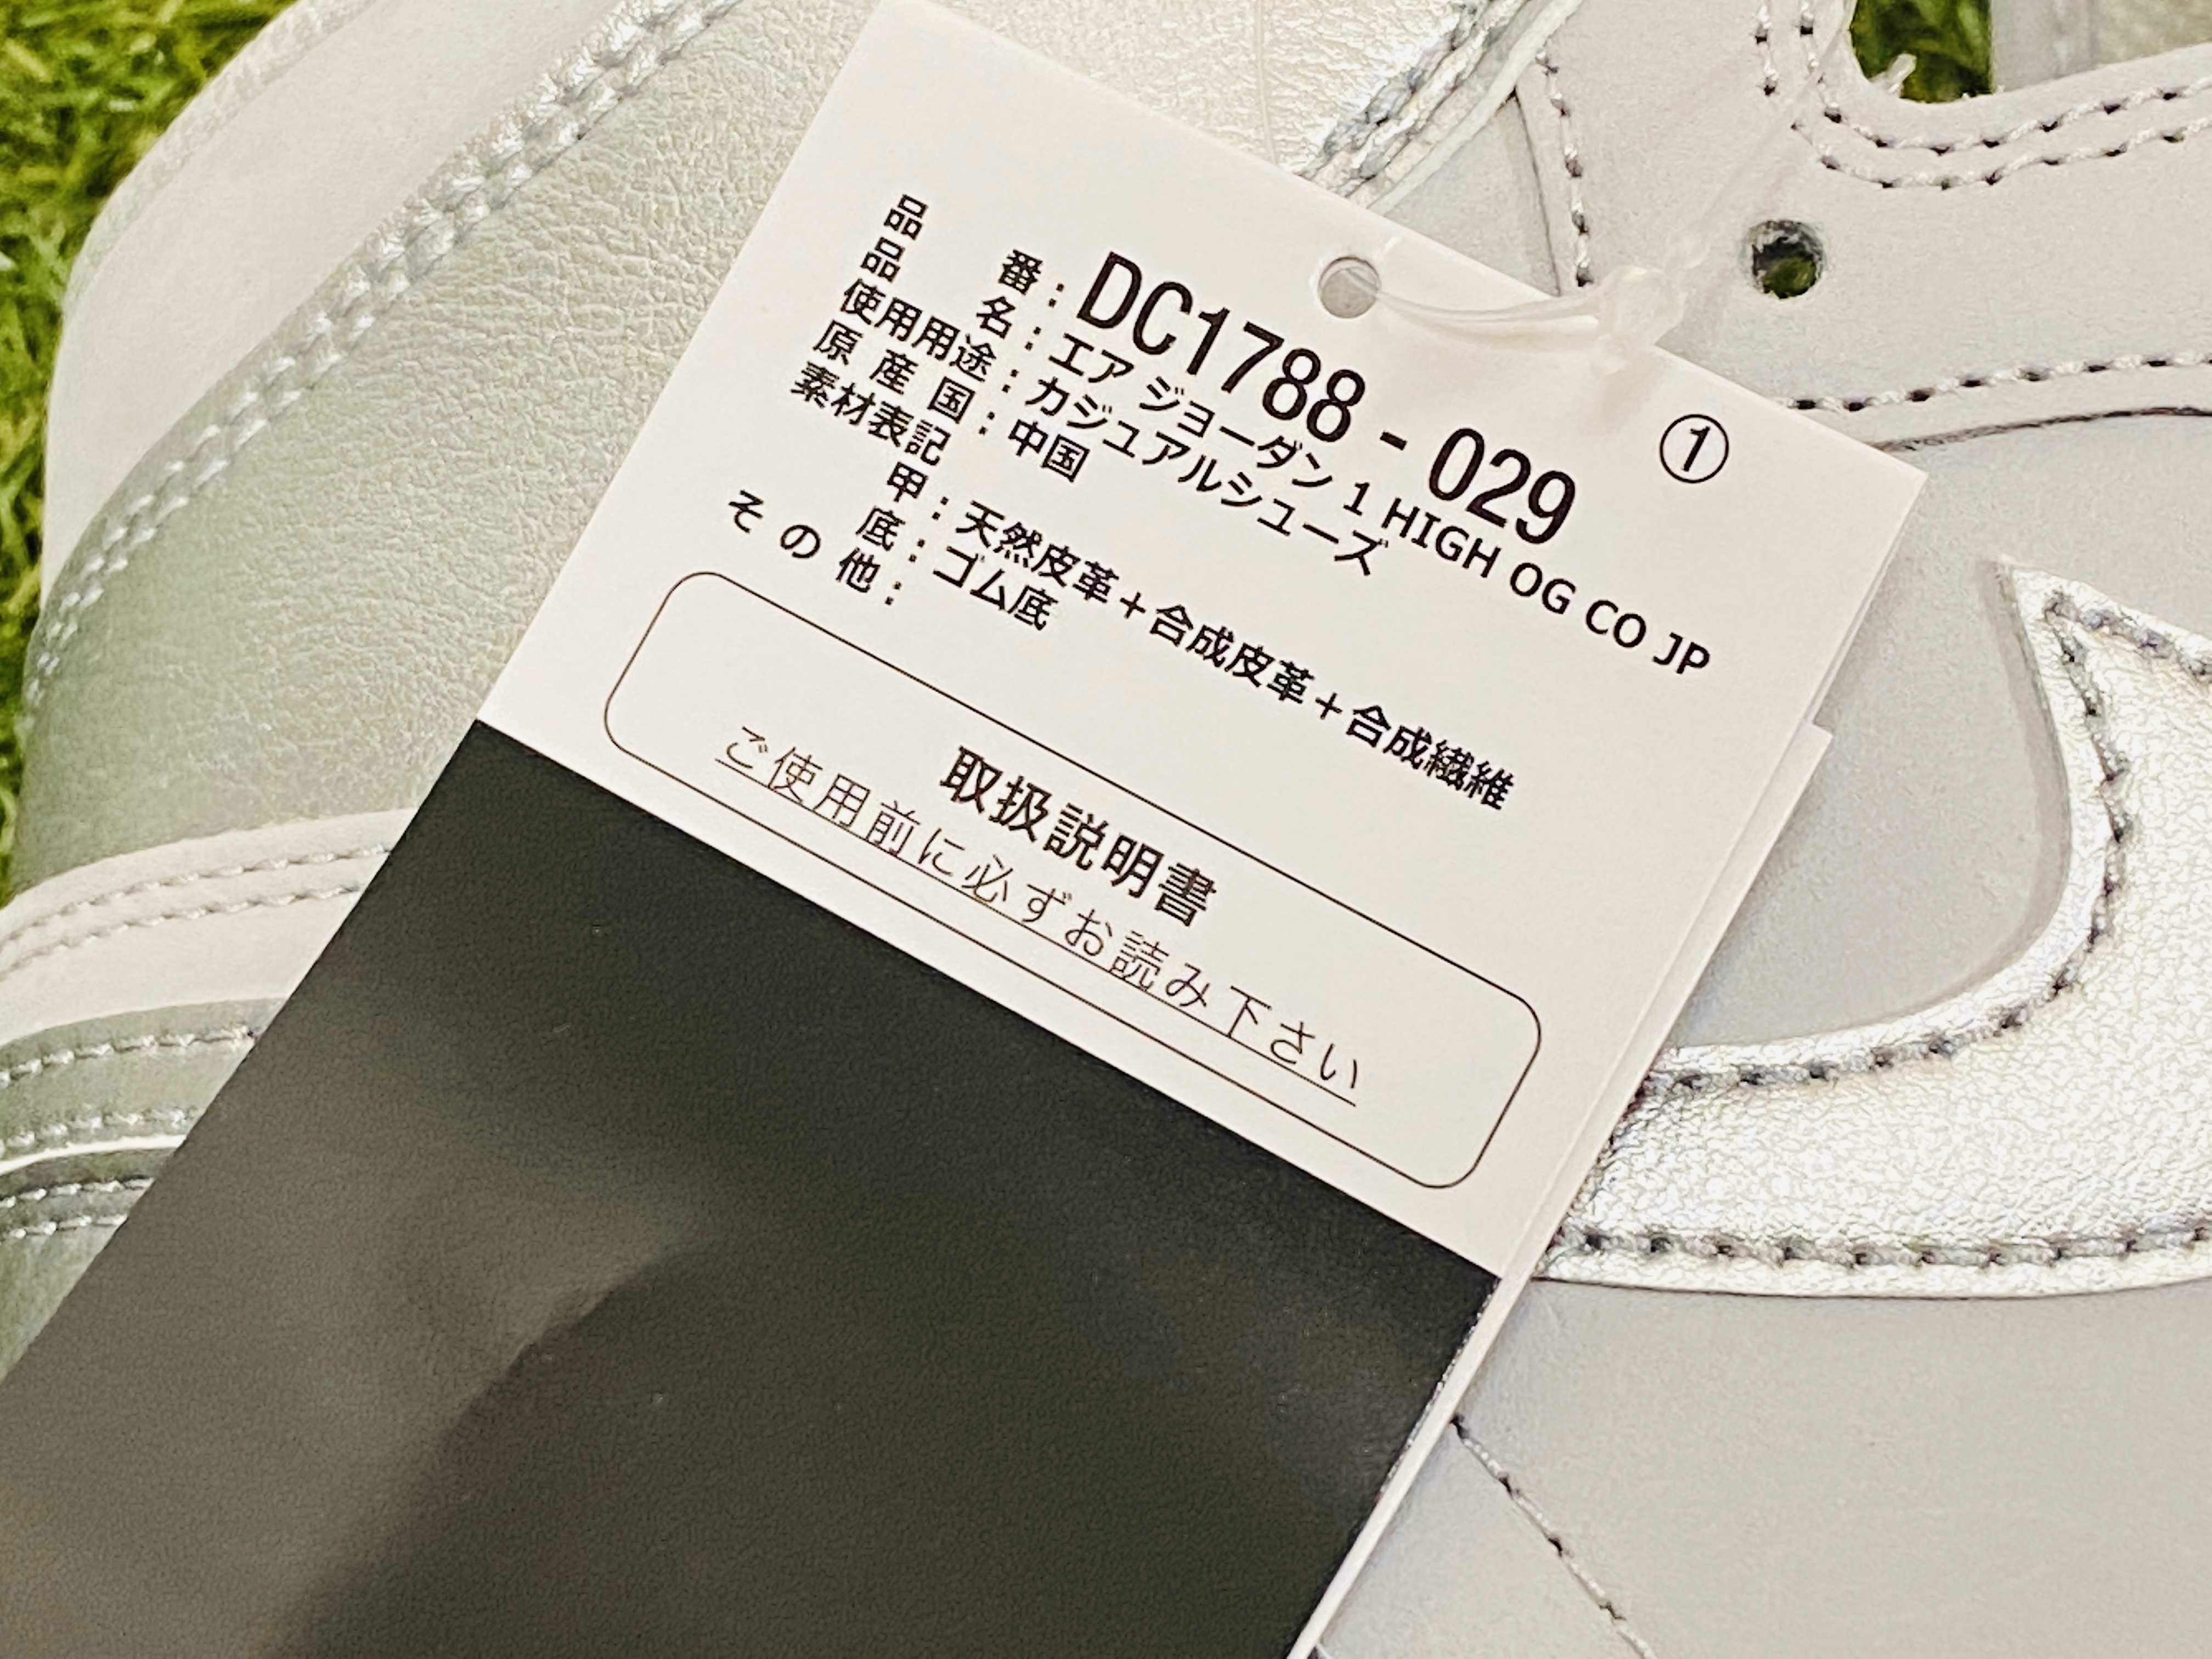 ①
品番：DC1788-029
品名：エア ジョーダン 1 HIGH OG CO JP
使用用途：カジュアルシューズ
原産国：中国
素材表記
甲：天然皮革＋合成皮革＋合成繊維
底：ゴム底
その他：
取扱説明書
ご使用前に必ずお読み下さい